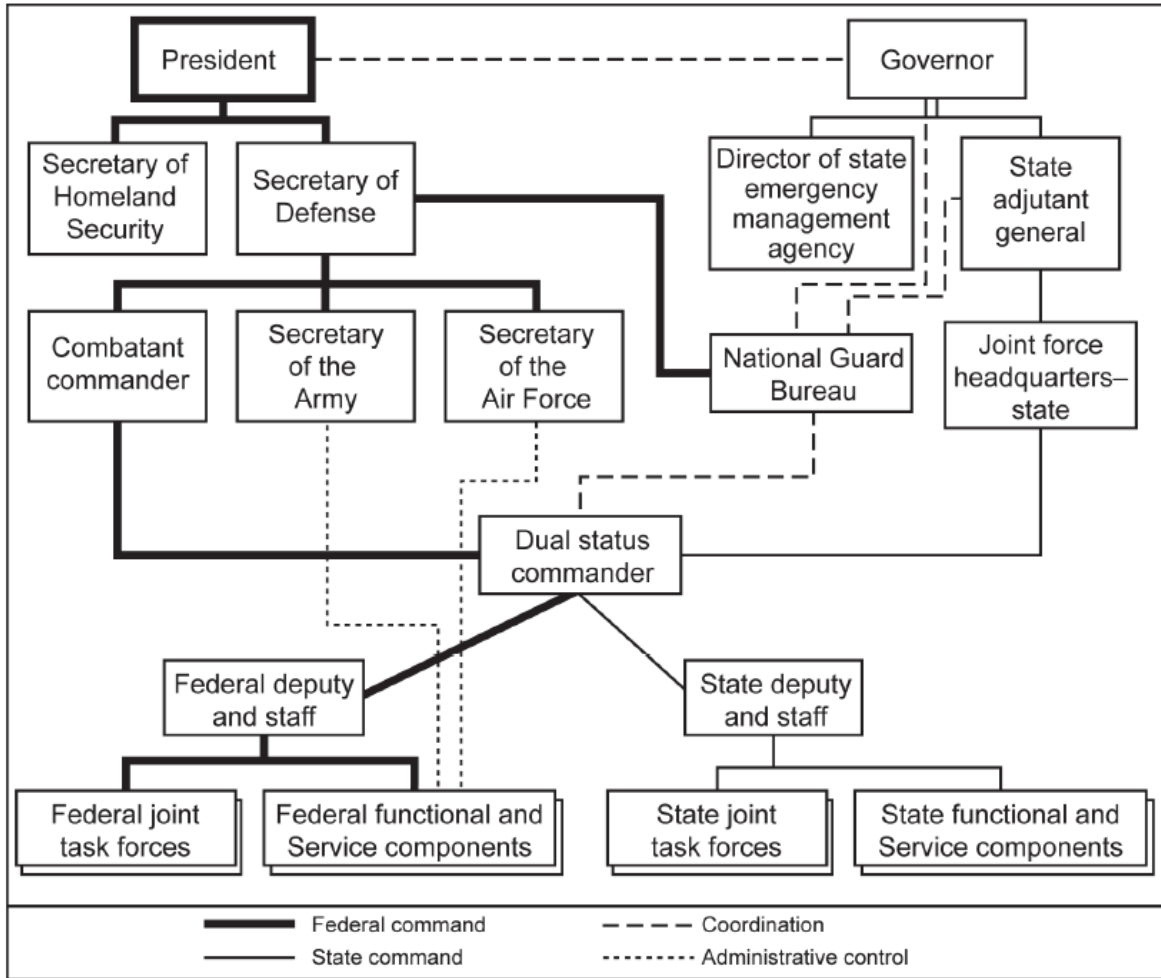 President
Governor
Secretary of
Homeland
Security
Secretary of
Defense
Director of state
emergency
management
agency
State
adjutant
general
Combatant
commander
Secretary
of the
Army
Secretary
of the
Air Force
National Guard
Bureau
Joint force
headquarters–
state
Dual status
commander
Federal deputy
and staff
State deputy
and staff
Federal joint
task forces
Federal functional and
Service components
State joint
task forces
State functional and
Service components
Federal command
Coordination
State command
Administrative control